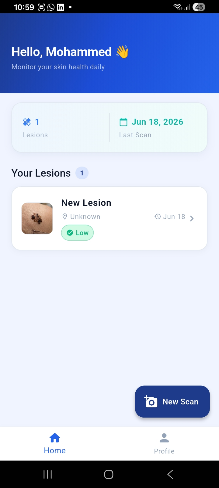 10:59
45
Hello, Mohammed 👋
Monitor your skin health daily
1
Lesions
Jun 18, 2026
Last Scan
Your Lesions 1
New Lesion
Unknown
Jun 18
Low
New Scan
Home
Profile